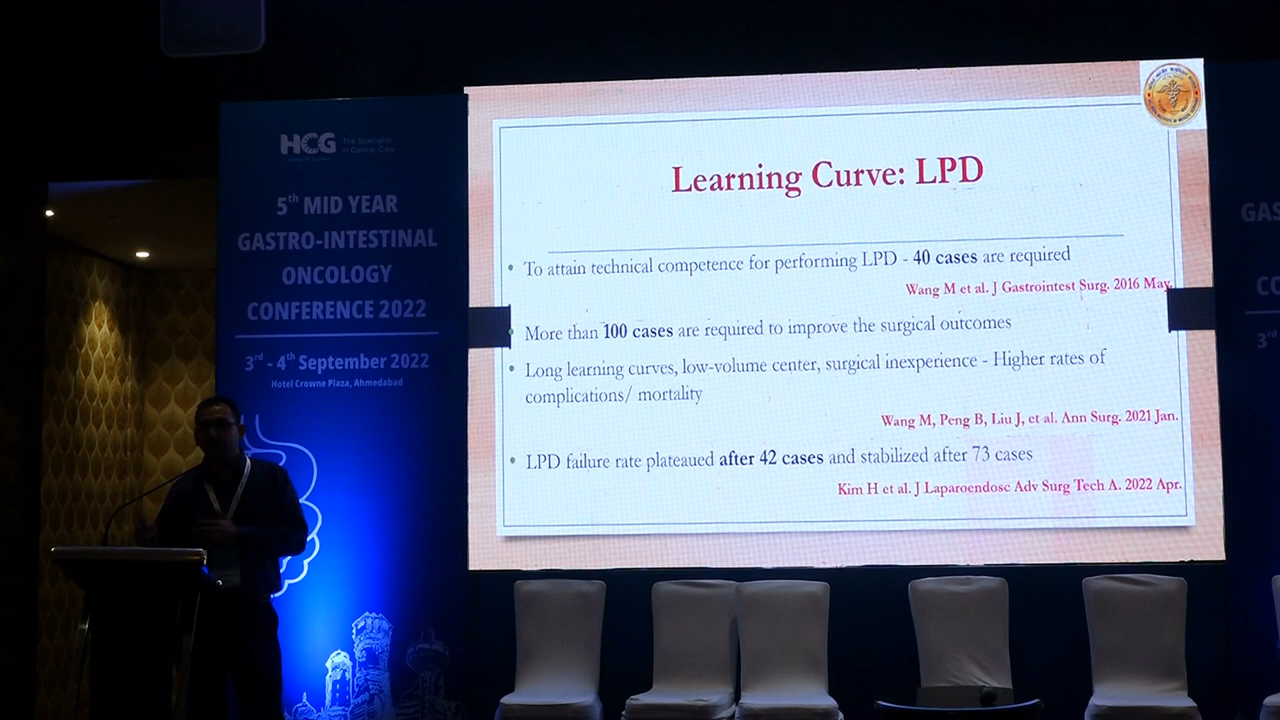 HCG
The Specialist
in Cancer Care
5th MID YEAR
GASTRO-INTESTINAL
ONCOLOGY
CONFERENCE 2022
3rd - 4th September 2022
Hotel Crowne Plaza, Ahmedabad
Learning Curve: LPD
• To attain technical competence for performing LPD - 40 cases are required
Wang M et al. J Gastrointest Surg. 2016 May.
• More than 100 cases are required to improve the surgical outcomes
• Long learning curves, low-volume center, surgical inexperience - Higher rates of
complications/ mortality
Wang M, Peng B, Liu J, et al. Ann Surg. 2021 Jan.
• LPD failure rate plateaued after 42 cases and stabilized after 73 cases
Kim H et al. J Laparoendosc Adv Surg Tech A. 2022 Apr.
GAS
CO
3rd